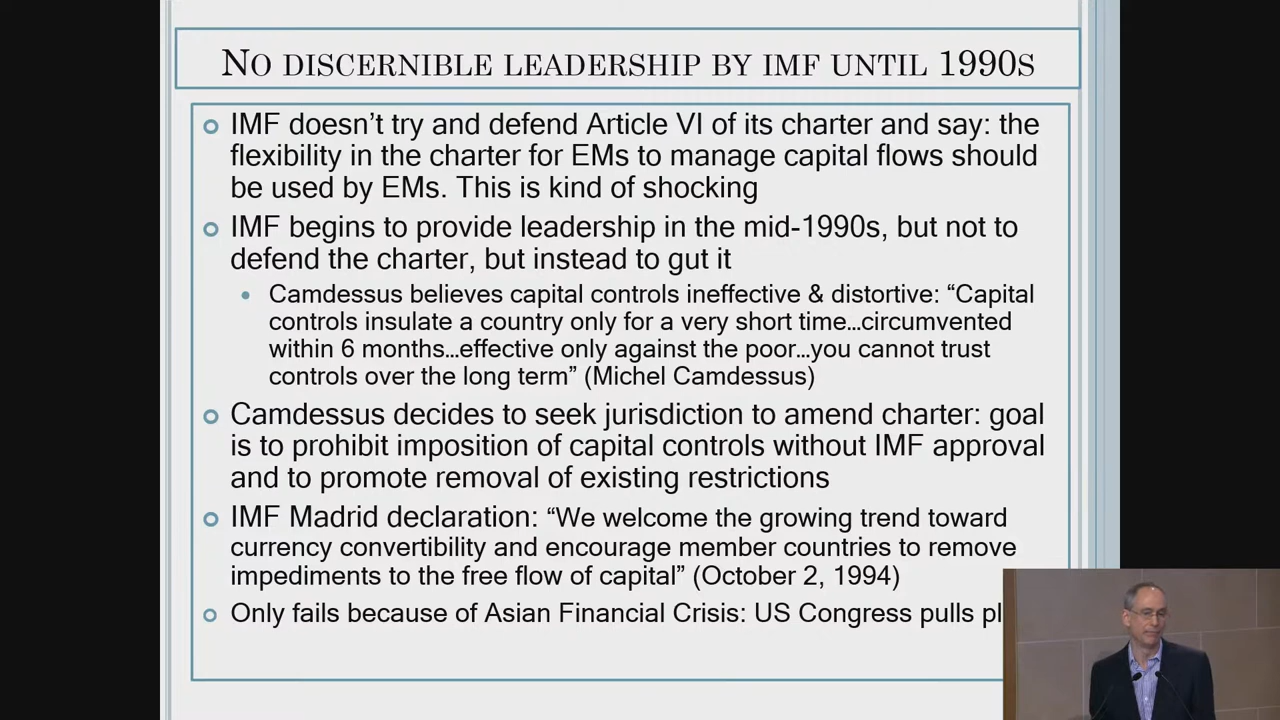 NO DISCERNIBLE LEADERSHIP BY IMF UNTIL 1990S
IMF doesn't try and defend Article VI of its charter and say: the
flexibility in the charter for EMs to manage capital flows should
be used by EMs. This is kind of shocking
IMF begins to provide leadership in the mid-1990s, but not to
defend the charter, but instead to gut it
Camdessus believes capital controls ineffective & distortive: “Capital
controls insulate a country only for a very short time…circumvented
within 6 months…effective only against the poor…you cannot trust
controls over the long term” (Michel Camdessus)
Camdessus decides to seek jurisdiction to amend charter: goal
is to prohibit imposition of capital controls without IMF approval
and to promote removal of existing restrictions
IMF Madrid declaration: “We welcome the growing trend toward
currency convertibility and encourage member countries to remove
impediments to the free flow of capital” (October 2, 1994)
Only fails because of Asian Financial Crisis: US Congress pulls